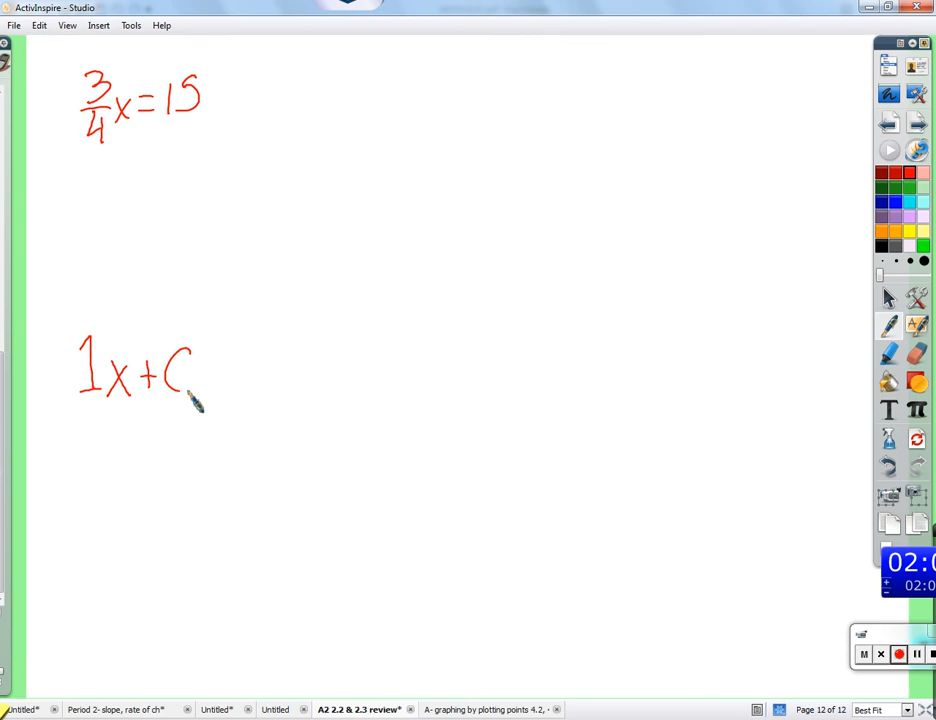 ActivInspire - Studio
File Edit View Insert Tools Help
3/4 x = 15
1x + C
02:0
02:0
M
Untitled* Period 2- slope, rate of ch* Untitled* Untitled A2 2.2 & 2.3 review* A- graphing by plotting points 4.2, Page 12 of 12 Best Fit